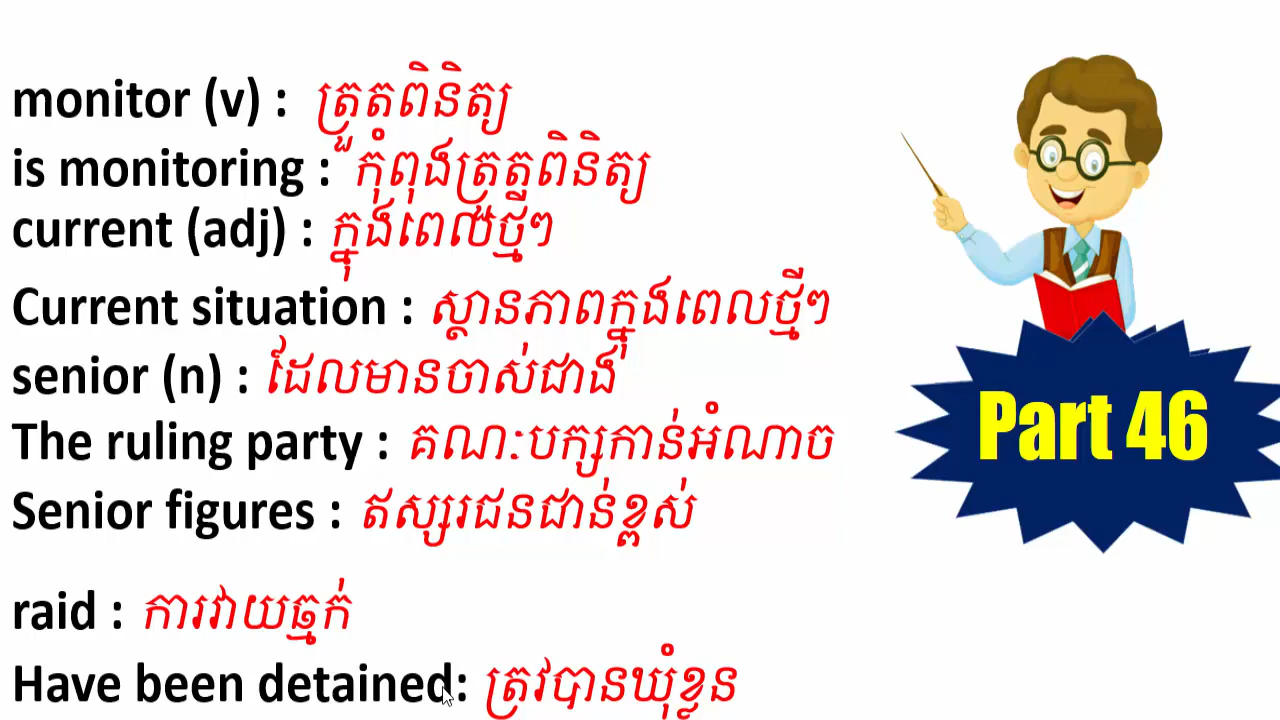 monitor (v) : ត្រួតពិនិត្យ
is monitoring : កុំពុងត្រួតពិនិត្យ
current (adj) : ក្នុងពេលថ្មីៗ
Current situation : ស្ថានភាពក្នុងពេលថ្មីៗ
senior (n) : ដែលមានចាស់ជាង
The ruling party : គណៈបក្សកាន់អំណាច
Senior figures : ឥស្សរជនជាន់ខ្ពស់
raid : ការវាយឆ្មក់
Have been detained: ត្រូវបានឃុំខ្លួន
Part 46